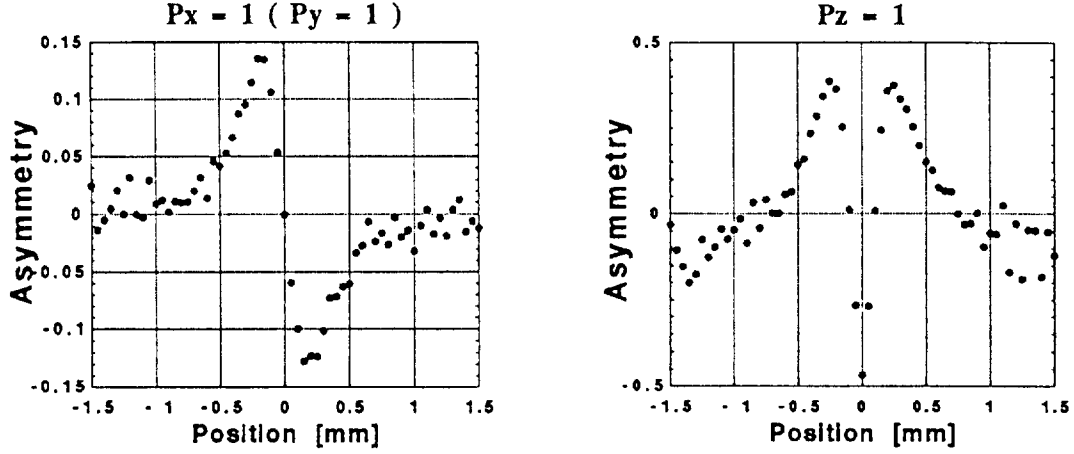 Px = 1 ( Py = 1 )
Pz = 1
0.15
0.1
0.05
0
0.05
-0.1
-0.15
Asymmetry
-1.5 - 1 -0.5 0 0.5 1 1.5
Position [mm]
0.5
0
-0.5
Asymmetry
-1.5 - 1 -0.5 0 0.5 1 1.5
Position [mm]